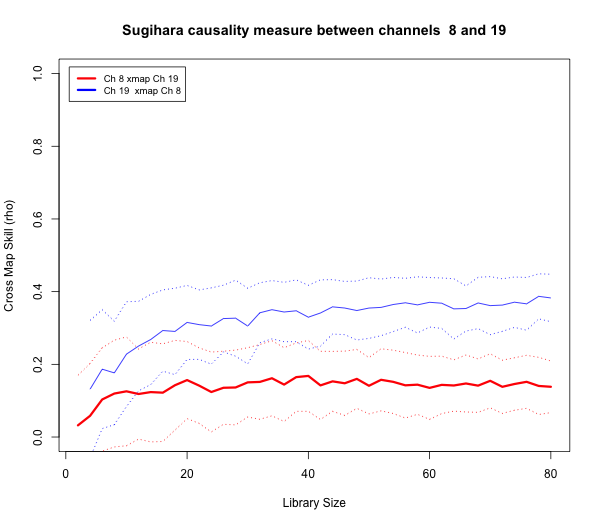 Sugihara causality measure between channels  8 and 19
Ch 8 xmap Ch 19
Ch 19  xmap Ch 8
Cross Map Skill (rho)
1.0
0.8
0.6
0.4
0.2
0.0
0
20
40
60
80
Library Size